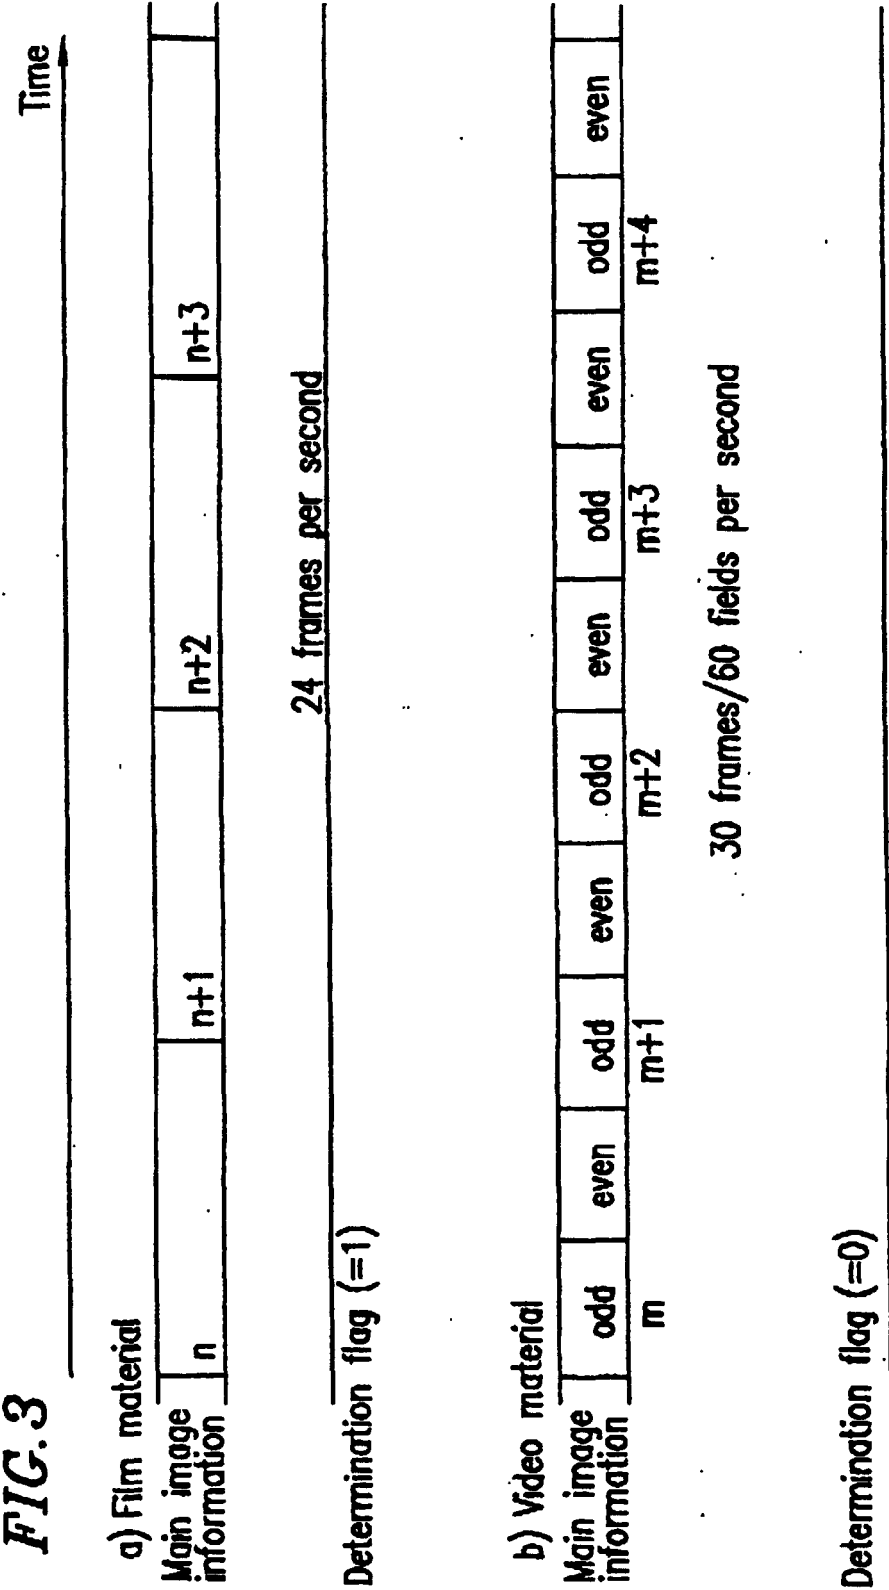 FIG. 3
Time
a) Film material
Main image
information
n
n+1
n+2
n+3
24 frames per second
Determination flag (=1)
b) Video material
Main image
information
odd even odd even odd even odd even odd even
m
m+1
m+2
m+3
m+4
30 frames/60 fields per second
Determination flag (=0)